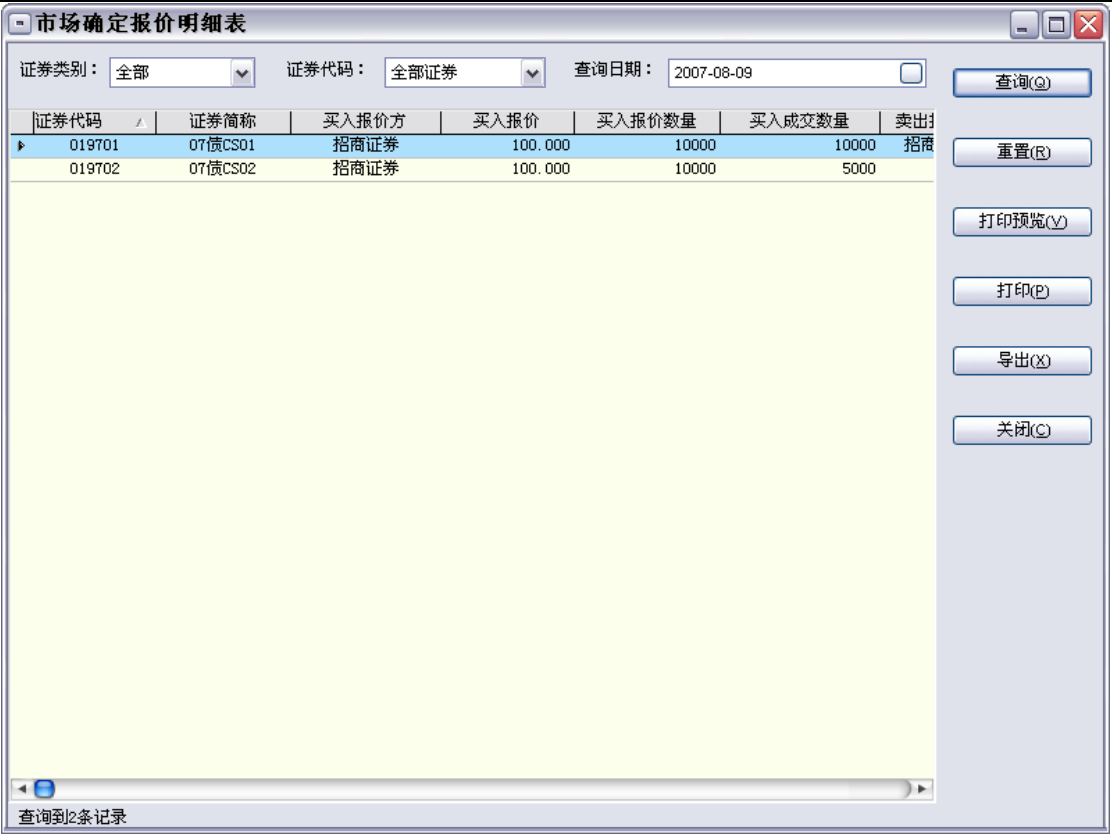 市场确定报价明细表
证券类别： 全部 证券代码： 全部证券 查询日期： 2007-08-09
查询(Q)
证券代码 证券简称 买入报价方 买入报价 买入报价数量 买入成交数量 卖出
019701 07债CS01 招商证券 100.000 10000 10000 招商
重置(R)
019702 07债CS02 招商证券 100.000 10000 5000
打印预览(V)
打印(P)
导出(X)
关闭(C)
查询到2条记录